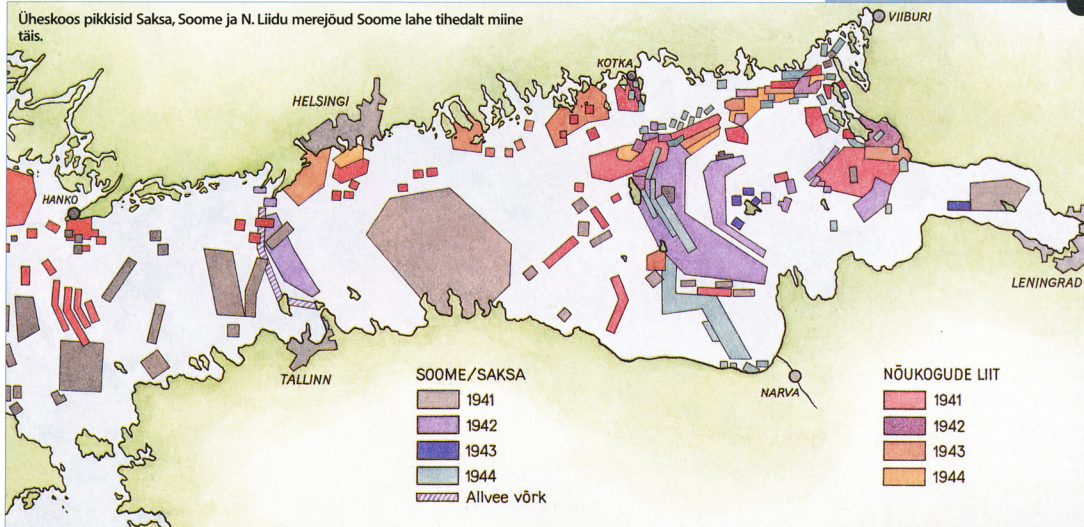 Üheskoos pikkisid Saksa, Soome ja N. Liidu merejõud Soome lahe tihedalt miine
täis.
VIIBURI
KOTKA
HELSINGI
HANKO
LENINGRAD
TALLINN
NARVA
SOOME/SAKSA
1941
1942
1943
1944
Allvee võrk
NÕUKOGUDE LIIT
1941
1942
1943
1944